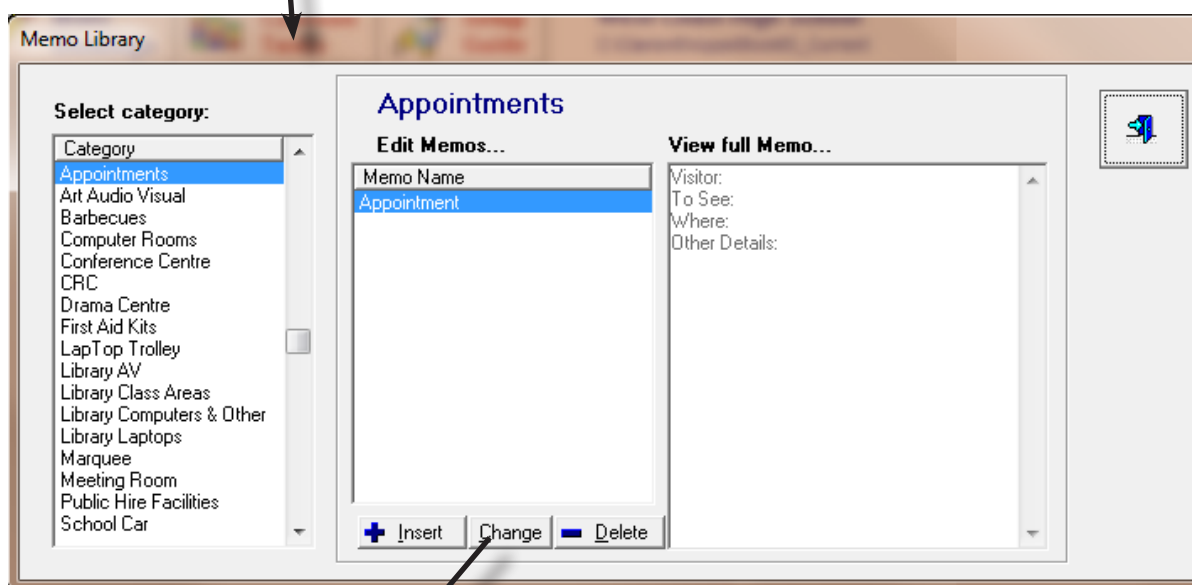 Memo Library
Select category:
Category
Appointments
Art Audio Visual
Barbecues
Computer Rooms
Conference Centre
CRC
Drama Centre
First Aid Kits
LapTop Trolley
Library AV
Library Class Areas
Library Computers & Other
Library Laptops
Marquee
Meeting Room
Public Hire Facilities
School Car
Appointments
Edit Memos...
Memo Name
Appointment
Insert
Change
Delete
View full Memo...
Visitor:
To See:
Where:
Other Details: